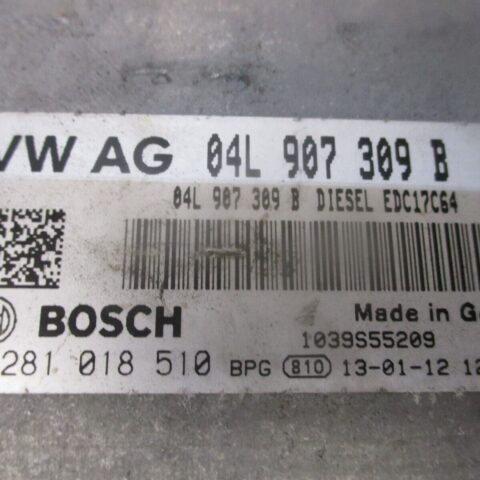 VW AG 04L 907 309 B
04L 907 309 B DIESEL EDC17C64
BOSCH
Made in G
1039S55209
281 018 510 BPG 810 13-01-12 12